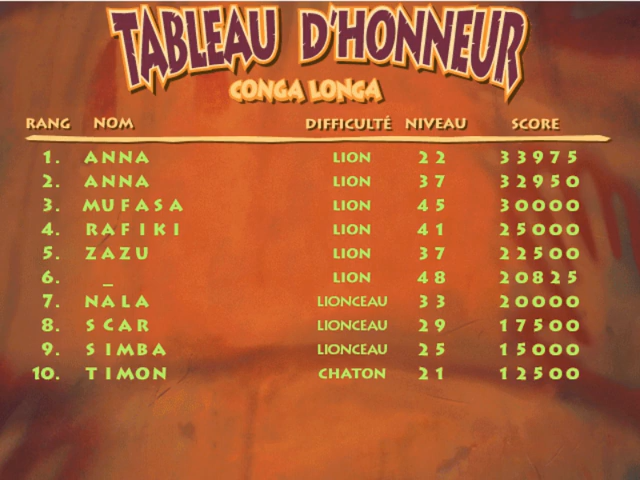 TABLEAU D'HONNEUR
CONGA LONGA
RANG NOM DIFFICULTÉ NIVEAU SCORE
1. ANNA LION 22 33975
2. ANNA LION 37 32950
3. MUFASA LION 45 30000
4. RAFIKI LION 41 25000
5. ZAZU LION 37 22500
6. _ LION 48 20825
7. NALA LIONCEAU 33 20000
8. SCAR LIONCEAU 29 17500
9. SIMBA LIONCEAU 25 15000
10. TIMON CHATON 21 12500